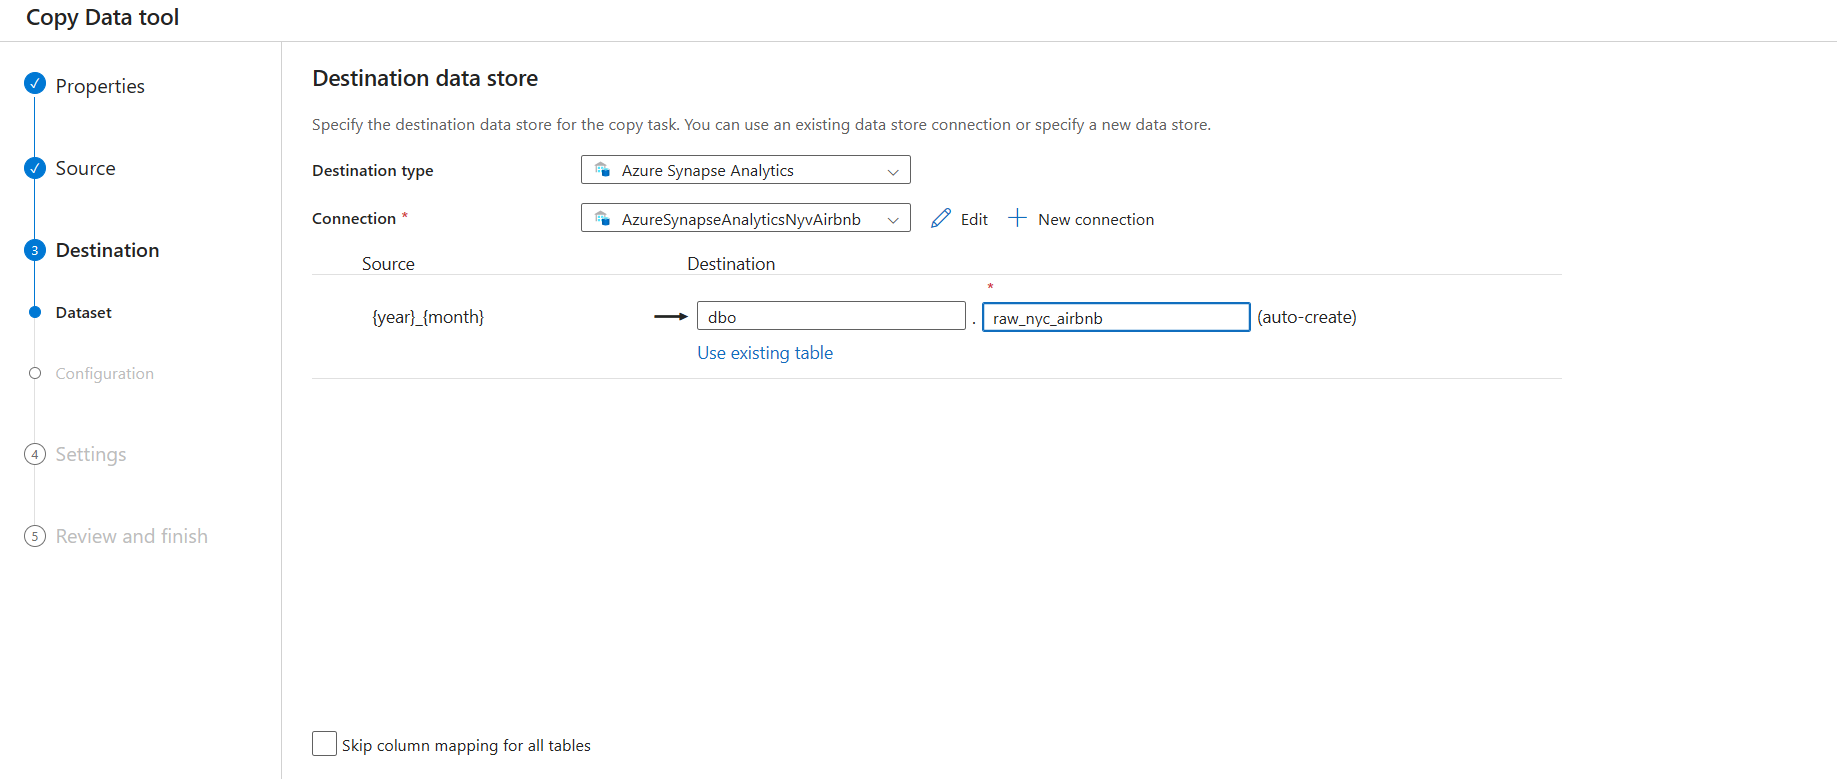 Copy Data tool
Properties
Source
3 Destination
Dataset
Configuration
4 Settings
5 Review and finish
Destination data store
Specify the destination data store for the copy task. You can use an existing data store connection or specify a new data store.
Destination type Azure Synapse Analytics
Connection * AzureSynapseAnalyticsNyvAirbnb Edit New connection
Source Destination
*
{year}_{month} dbo . raw_nyc_airbnb (auto-create)
Use existing table
Skip column mapping for all tables